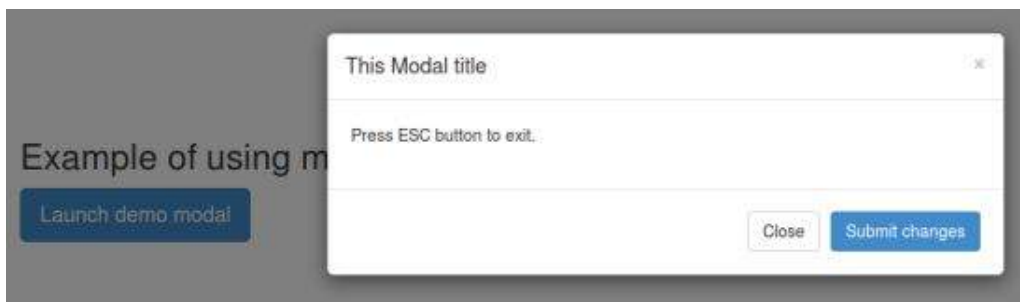 This Modal title
×
Press ESC button to exit.
Example of using m
Launch demo modal
Close
Submit changes